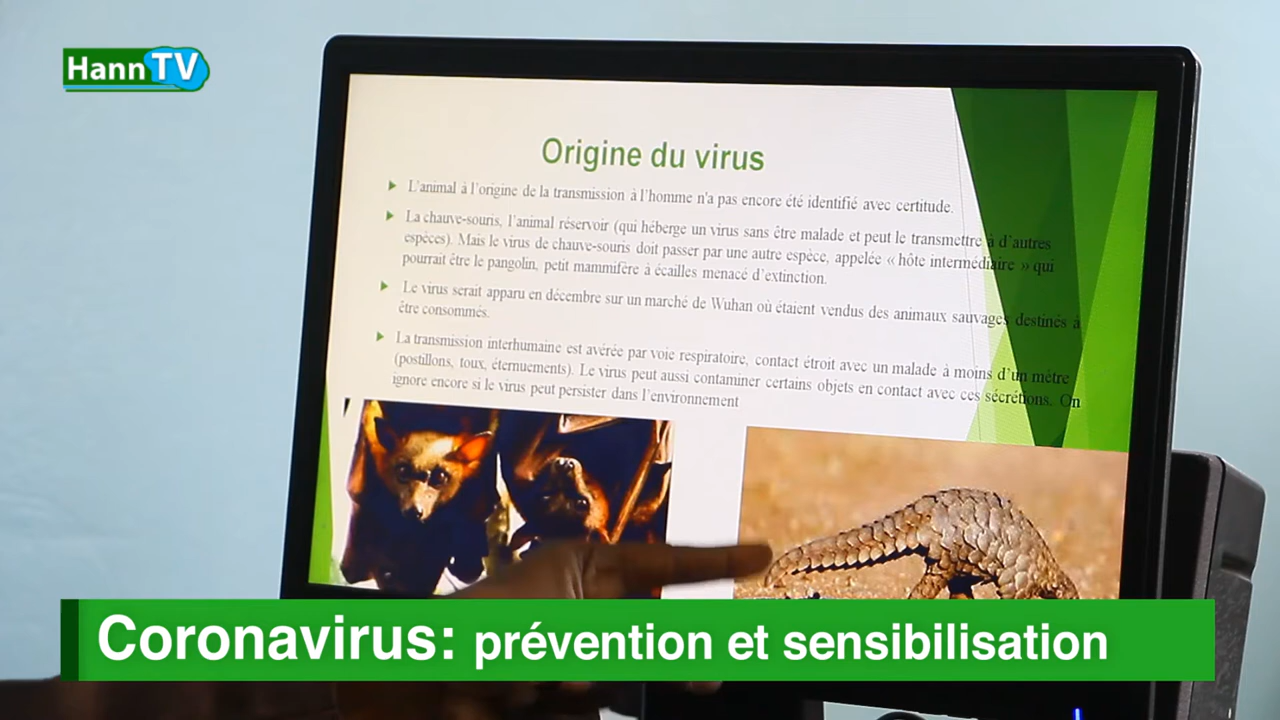 HannTV
Origine du virus
L'animal à l'origine de la transmission à l'homme n'a pas encore été identifié avec certitude.
La chauve-souris, l'animal réservoir (qui héberge un virus sans être malade et peut le transmettre à d'autres
espèces). Mais le virus de chauve-souris doit passer par une autre espèce, appelée « hôte intermédiaire » qui
pourrait être le pangolin, petit mammifère à écailles menacé d'extinction.
Le virus serait apparu en décembre sur un marché de Wuhan où étaient vendus des animaux sauvages destinés à
être consommés.
La transmission interhumaine est avérée par voie respiratoire, contact étroit avec un malade à moins d'un mètre
(postillons, toux, éternuements). Le virus peut aussi contaminer certains objets en contact avec ces sécrétions. On
ignore encore si le virus peut persister dans l'environnement
Coronavirus: prévention et sensibilisation